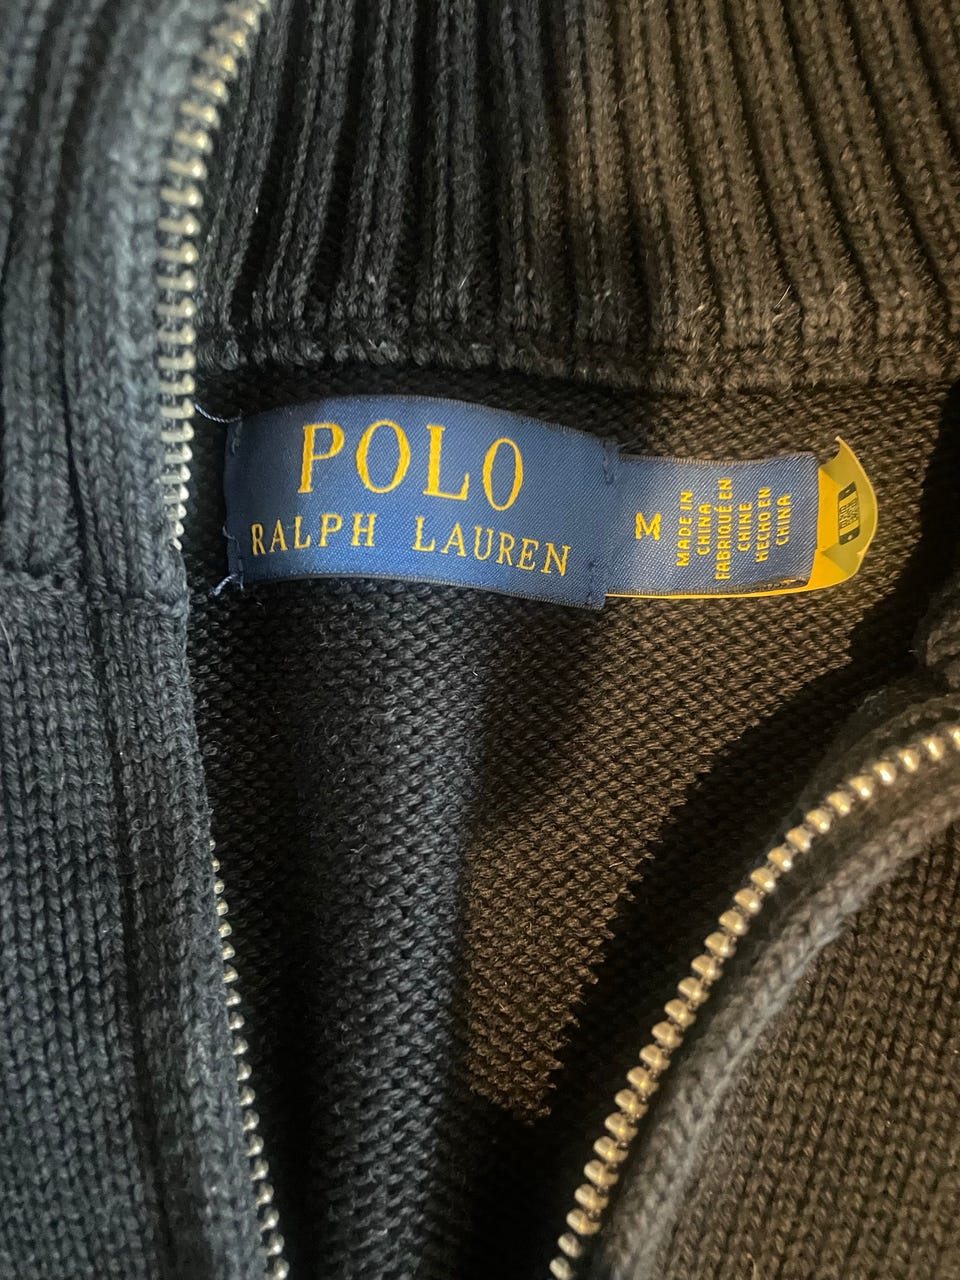 POLO
RALPH LAUREN
M
MADE IN
CHINA
FABRIQUÉ EN
CHINE
HECHO EN
CHINA